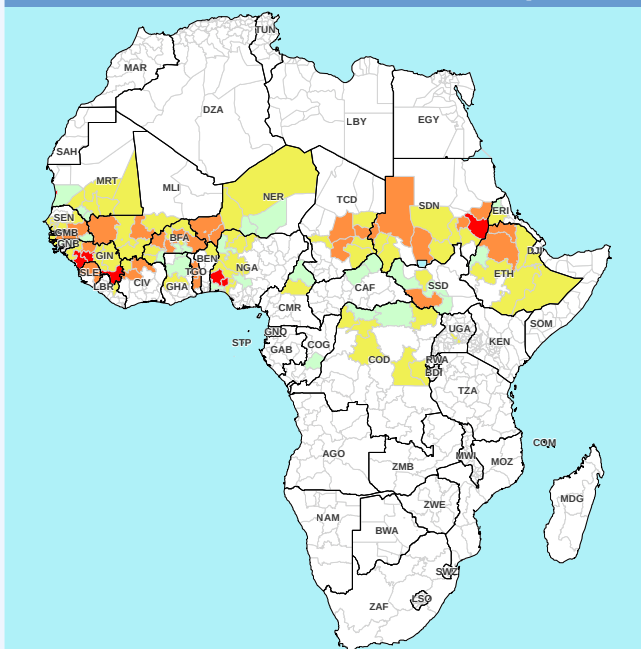 TUN
MAR
DZA
LBY
EGY
SAH
MRT
MLI
NER
TCD
SDN
ERI
SEN
GMB
GNB
BFA
DJI
GIN
BEN
NGA
ETH
SLE
TGO
LBR
CIV
GHA
CAF
SSD
CMR
SOM
GNQ
UGA
STP
COG
KEN
GAB
COD
RWA
BDI
TZA
COM
AGO
MWI
MOZ
ZMB
MDG
ZWE
NAM
BWA
SWZ
LSO
ZAF